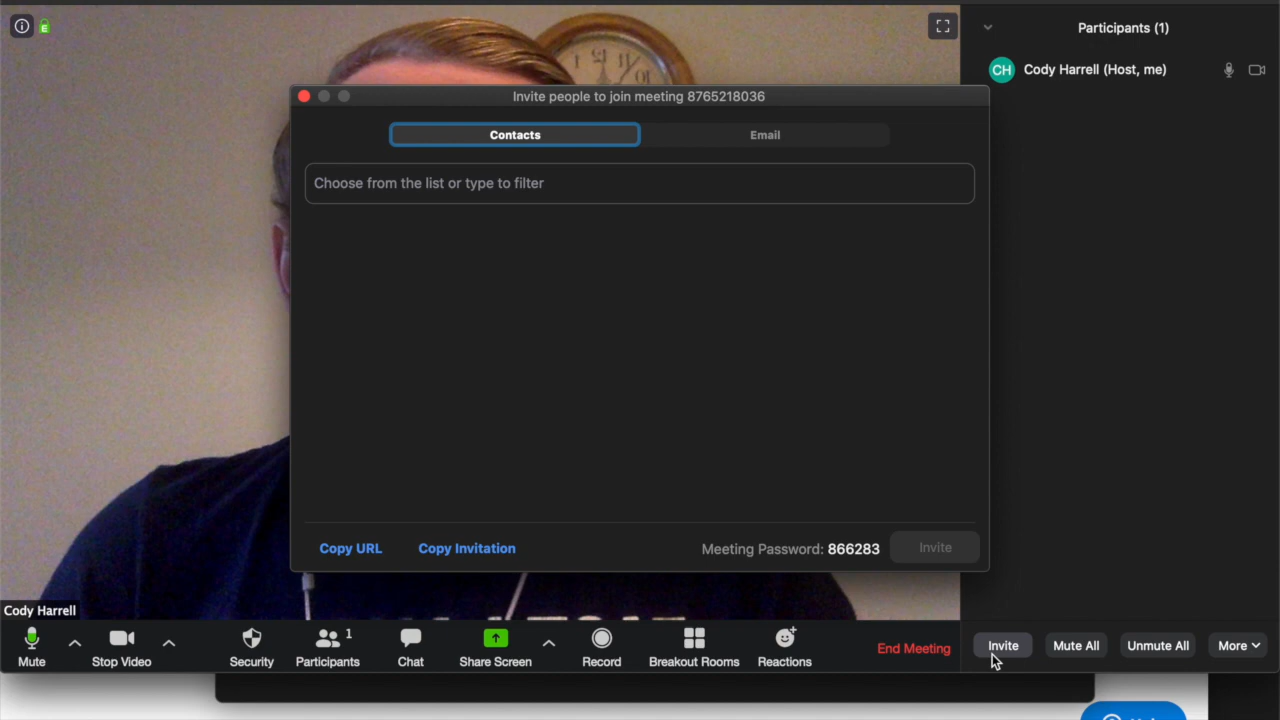 Participants (1)
CH Cody Harrell (Host, me)
Invite people to join meeting 8765218036
Contacts
Email
Choose from the list or type to filter
Copy URL
Copy Invitation
Meeting Password: 866283
Invite
Cody Harrell
Mute
Stop Video
Security
Participants 1
Chat
Share Screen
Record
Breakout Rooms
Reactions
End Meeting
Invite
Mute All
Unmute All
More